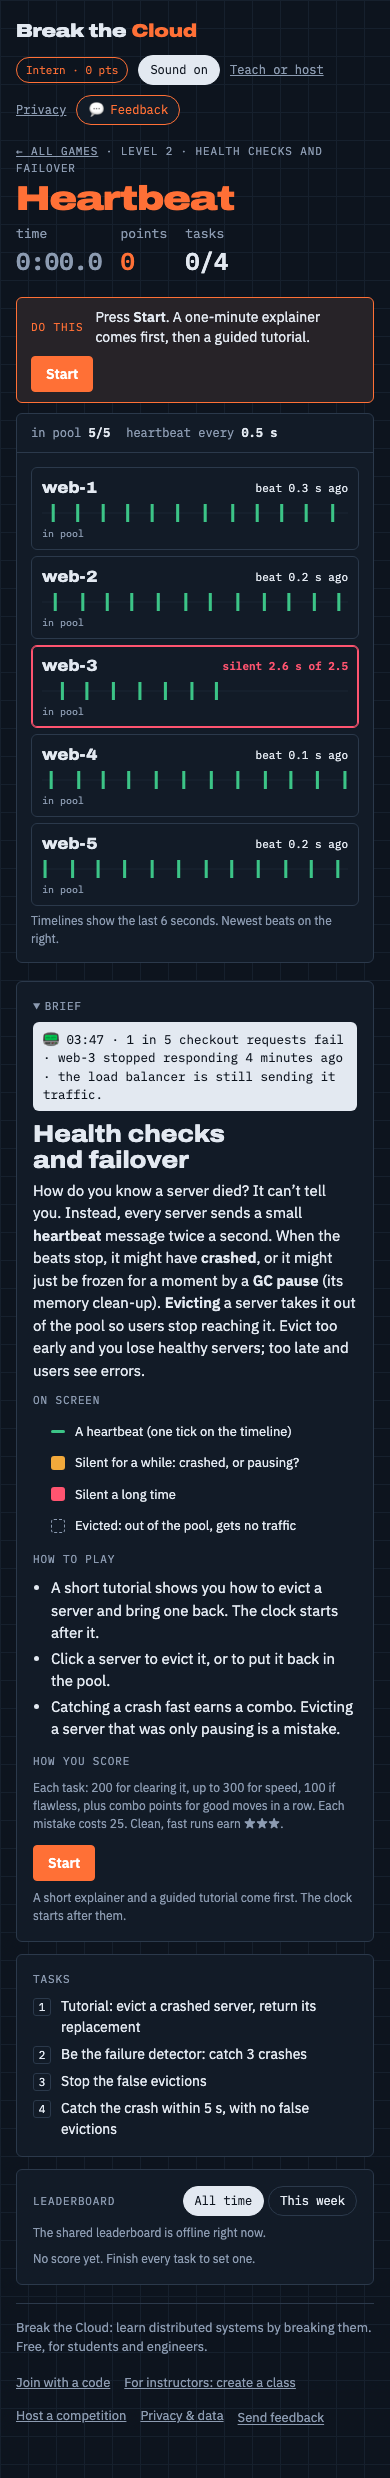 Break the Cloud
Intern · 0 pts
Sound on
Teach or host
Privacy
💬 Feedback
← ALL GAMES · LEVEL 2 · HEALTH CHECKS AND
FAILOVER
Heartbeat
time points tasks
0:00.0 0 0/4
DO THIS
Press Start. A one-minute explainer
comes first, then a guided tutorial.
Start
in pool 5/5 heartbeat every 0.5 s
web-1 beat 0.3 s ago
in pool
web-2 beat 0.2 s ago
in pool
web-3 silent 2.6 s of 2.5
in pool
web-4 beat 0.1 s ago
in pool
web-5 beat 0.2 s ago
in pool
Timelines show the last 6 seconds. Newest beats on the
right.
▼ BRIEF
📟 03:47 · 1 in 5 checkout requests fail
· web-3 stopped responding 4 minutes ago
· the load balancer is still sending it
traffic.
Health checks
and failover
How do you know a server died? It can’t tell
you. Instead, every server sends a small
heartbeat message twice a second. When the
beats stop, it might have crashed, or it might
just be frozen for a moment by a GC pause (its
memory clean-up). Evicting a server takes it out
of the pool so users stop reaching it. Evict too
early and you lose healthy servers; too late and
users see errors.
ON SCREEN
A heartbeat (one tick on the timeline)
Silent for a while: crashed, or pausing?
Silent a long time
Evicted: out of the pool, gets no traffic
HOW TO PLAY
• A short tutorial shows you how to evict a
server and bring one back. The clock starts
after it.
• Click a server to evict it, or to put it back in
the pool.
• Catching a crash fast earns a combo. Evicting
a server that was only pausing is a mistake.
HOW YOU SCORE
Each task: 200 for clearing it, up to 300 for speed, 100 if
flawless, plus combo points for good moves in a row. Each
mistake costs 25. Clean, fast runs earn ★★★.
Start
A short explainer and a guided tutorial come first. The clock
starts after them.
TASKS
1 Tutorial: evict a crashed server, return its
replacement
2 Be the failure detector: catch 3 crashes
3 Stop the false evictions
4 Catch the crash within 5 s, with no false
evictions
LEADERBOARD All time This week
The shared leaderboard is offline right now.
No score yet. Finish every task to set one.
Break the Cloud: learn distributed systems by breaking them.
Free, for students and engineers.
Join with a code For instructors: create a class
Host a competition Privacy & data Send feedback